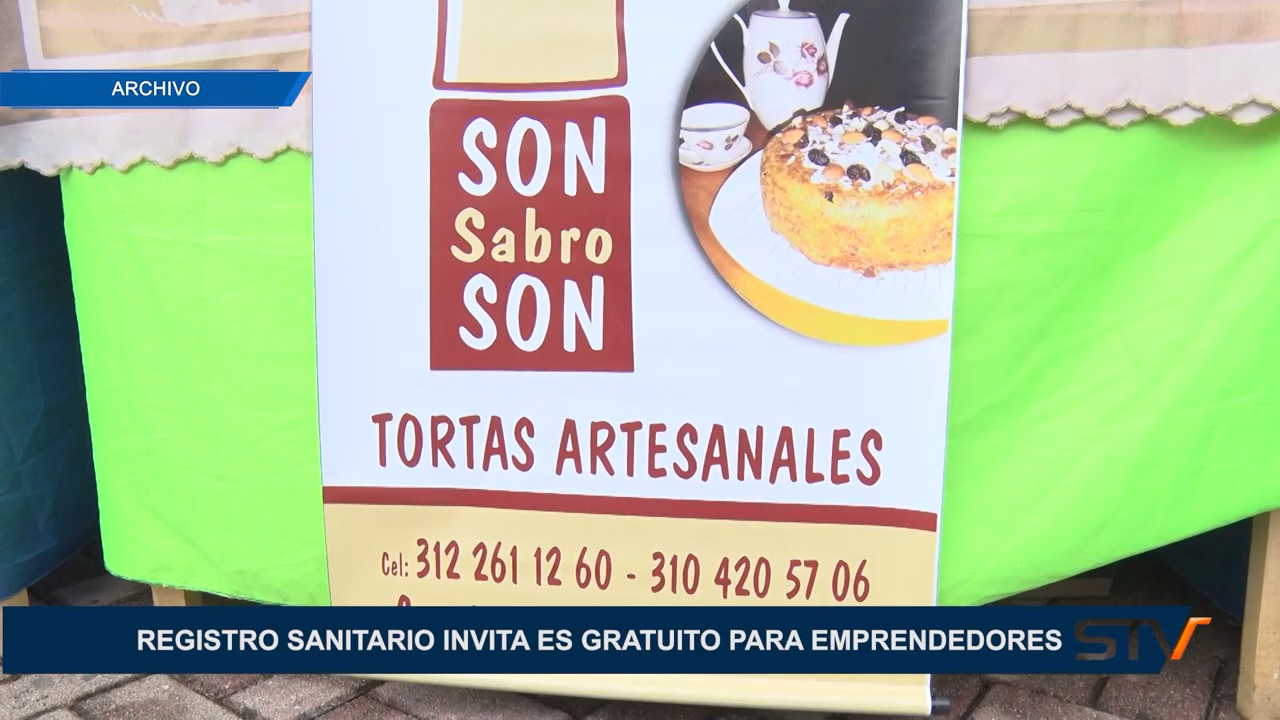 ARCHIVO
SON
Sabro
SON
TORTAS ARTESANALES
Cel: 312 261 12 60 - 310 420 57 06
REGISTRO SANITARIO INVITA ES GRATUITO PARA EMPRENDEDORES
STV